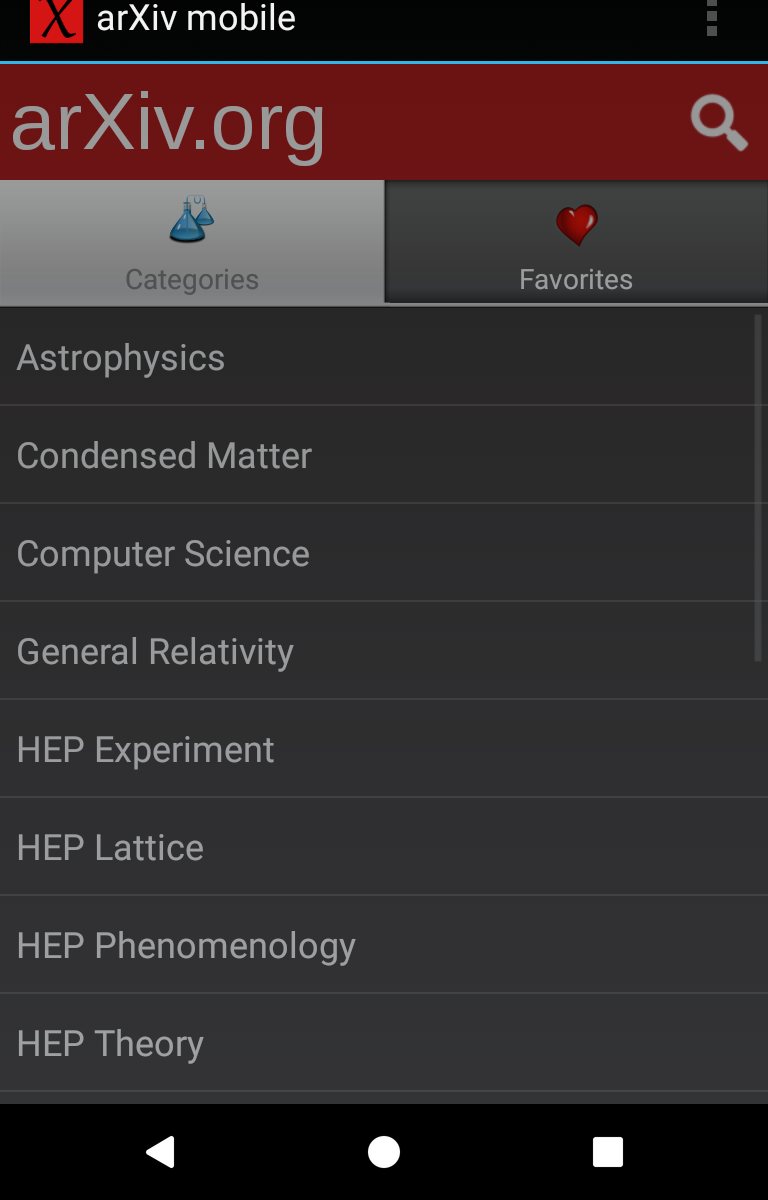 arXiv mobile
arXiv.org
Categories
Favorites
Astrophysics
Condensed Matter
Computer Science
General Relativity
HEP Experiment
HEP Lattice
HEP Phenomenology
HEP Theory